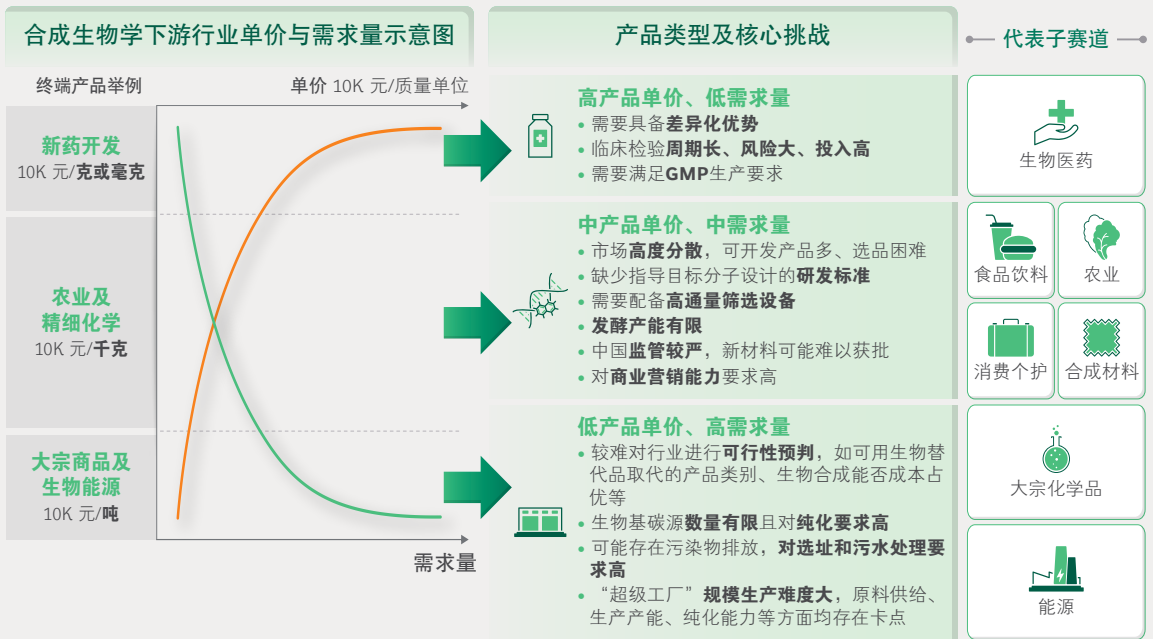 合成生物学下游行业单价与需求量示意图
终端产品举例
单价 10K 元/质量单位
新药开发
10K 元/克或毫克
农业及
精细化学
10K 元/千克
大宗商品及
生物能源
10K 元/吨
需求量
产品类型及核心挑战
高产品单价、低需求量
• 需要具备差异化优势
• 临床检验周期长、风险大、投入高
• 需要满足GMP生产要求
中产品单价、中需求量
• 市场高度分散，可开发产品多、选品困难
• 缺少指导目标分子设计的研发标准
• 需要配备高通量筛选设备
• 发酵产能有限
• 中国监管较严，新材料可能难以获批
• 对商业营销能力要求高
低产品单价、高需求量
• 较难对行业进行可行性预判，如可用生物替
代品取代的产品类别、生物合成能否成本占
优等
• 生物基碳源数量有限且对纯化要求高
• 可能存在污染物排放，对选址和污水处理要
求高
• “超级工厂”规模生产难度大，原料供给、
生产产能、纯化能力等方面均存在卡点
代表子赛道
生物医药
食品饮料
农业
消费个护
合成材料
大宗化学品
能源